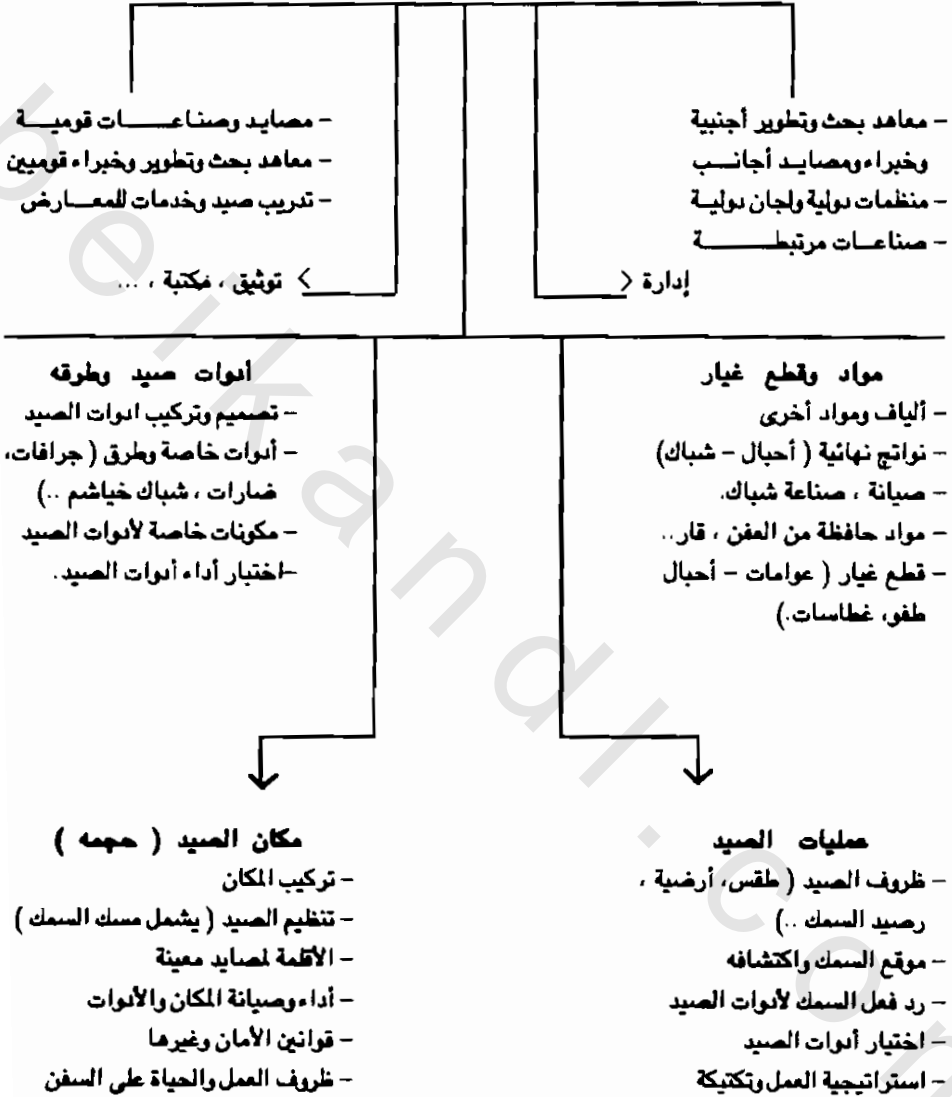 - معاهد بحث وتطوير أجنبية
وخبراء ومصايد أجانب
- منظمات دولية ولجان دولية
- صناعات مرتبطة
إدارة
- مصايد وصناعات قومية
- معاهد بحث وتطوير وخبراء قوميين
- تدريب صيد وخدمات للمعارض
توثيق ، مكتبة ، ...
مواد وقطع غيار
- ألياف ومواد أخرى
- نواتج نهائية ( أحبال - شباك)
- صيانة ، صناعة شباك.
- مواد حافظة من العفن ، قار..
- قطع غيار ( عوامات - أحبال
طفو، غطاسات.)
أدوات صيد وطرقه
- تصميم وتركيب ادوات الصيد
- أدوات خاصة وطرق ( جرافات،
ضارات ، شباك خياشم ..)
- مكونات خاصة لأدوات الصيد
-اختبار أداء أدوات الصيد.
عمليات الصيد
- ظروف الصيد ( طقس، أرضية ،
رصيد السمك ..)
- موقع السمك واكتشافه
- رد فعل السمك لأدوات الصيد
- اختيار أدوات الصيد
- استراتيجية العمل وتكتيكة
مكان الصيد ( حجمه )
- تركيب المكان
- تنظيم الصيد ( يشمل مسك السمك )
- الأقلمة لمصايد معينة
- أداء وصيانة المكان والأدوات
- قوانين الأمان وغيرها
- ظروف العمل والحياة على السفن
beikandl.com